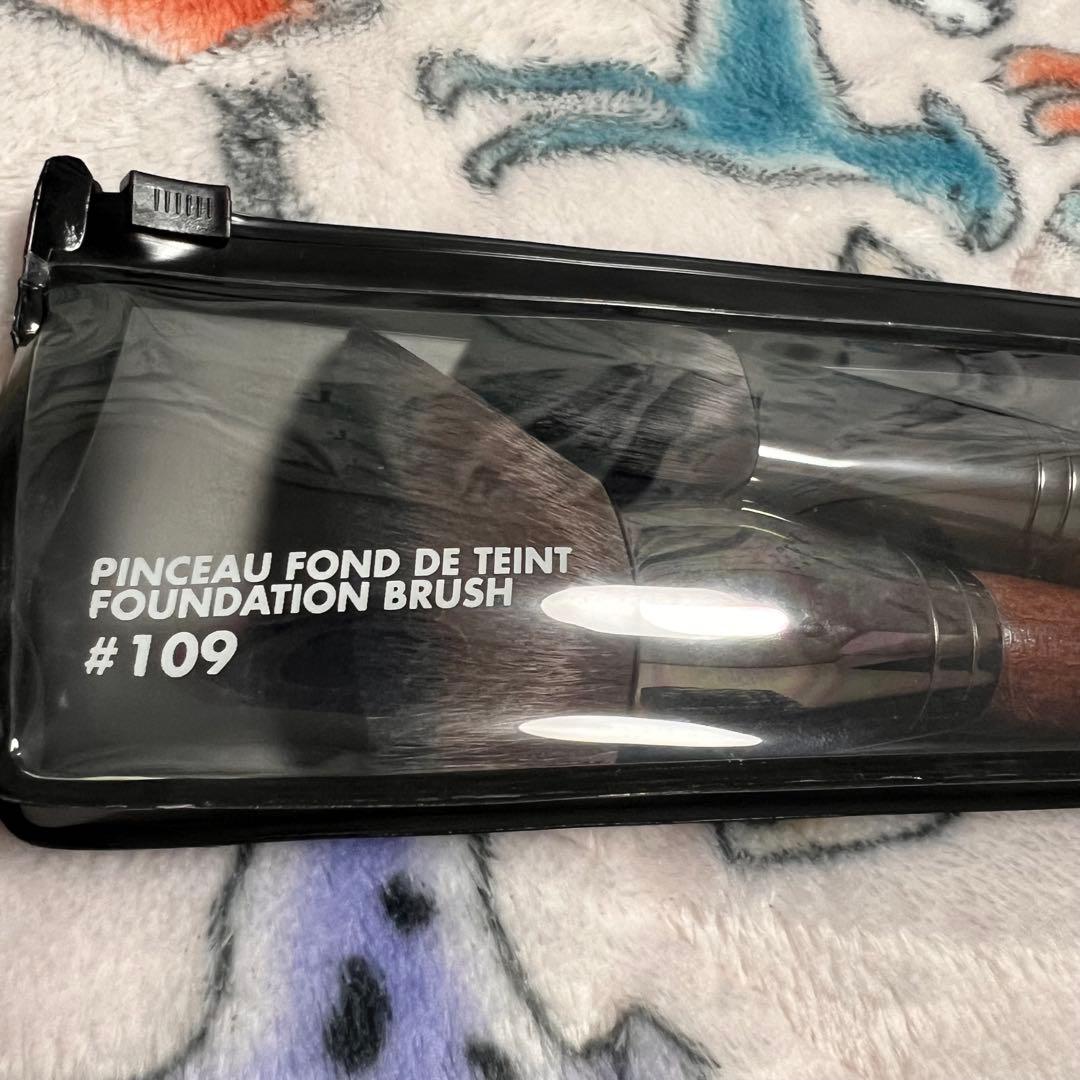 PINCEAU FOND DE TEINT
FOUNDATION BRUSH
#109